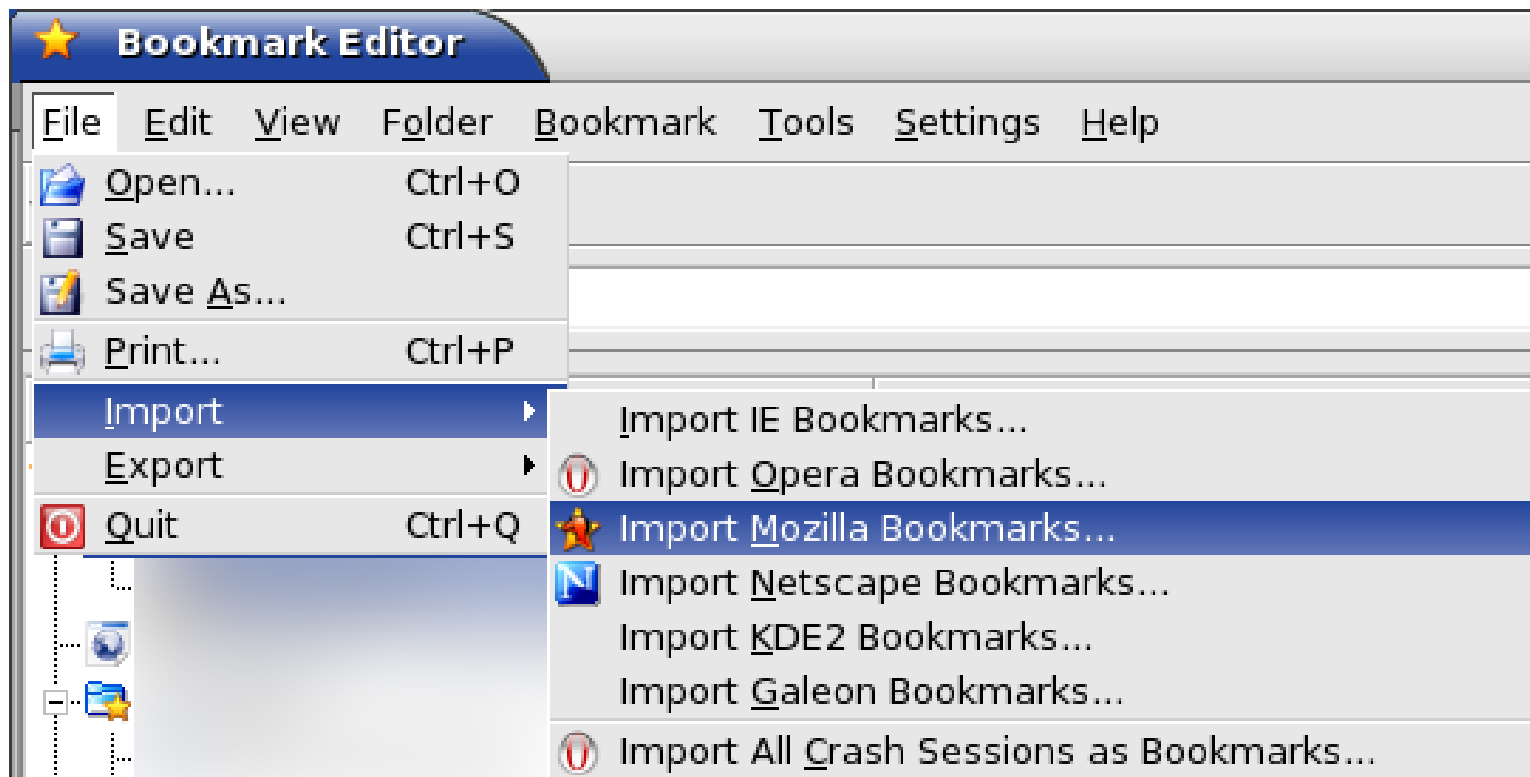 Bookmark Editor
File Edit View Folder Bookmark Tools Settings Help
Open... Ctrl+O
Save Ctrl+S
Save As...
Print... Ctrl+P
Import
Export
Quit Ctrl+Q
Import IE Bookmarks...
Import Opera Bookmarks...
Import Mozilla Bookmarks...
Import Netscape Bookmarks...
Import KDE2 Bookmarks...
Import Galeon Bookmarks...
Import All Crash Sessions as Bookmarks...